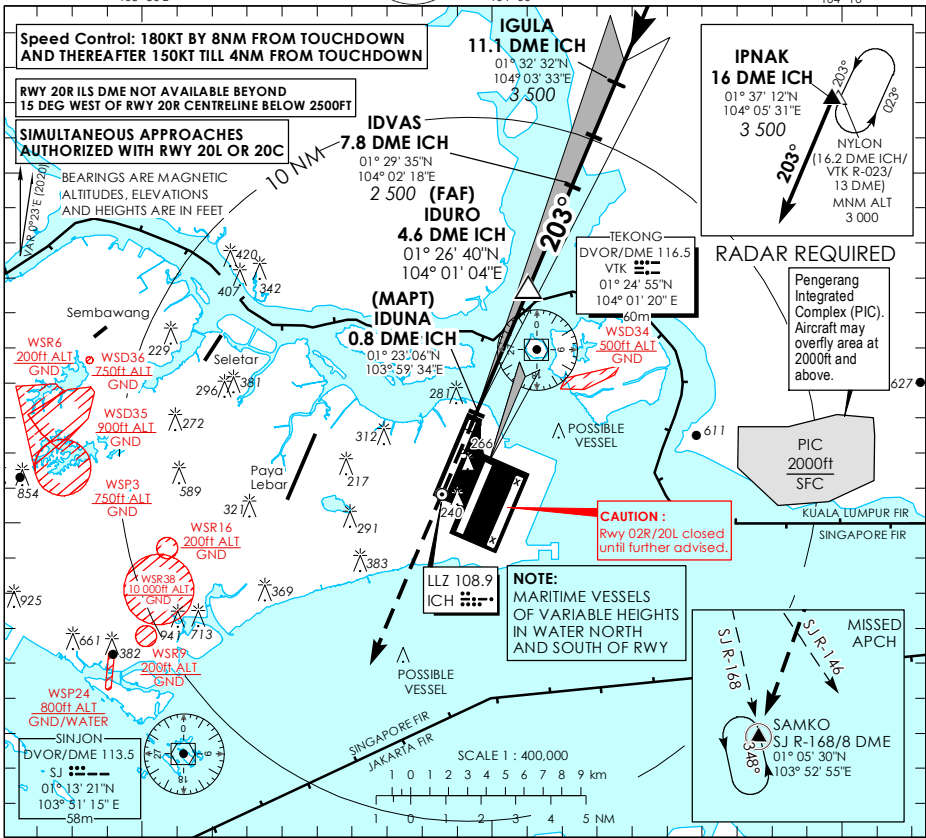 Speed Control: 180KT BY 8NM FROM TOUCHDOWN
AND THEREAFTER 150KT TILL 4NM FROM TOUCHDOWN
RWY 20R ILS DME NOT AVAILABLE BEYOND
15 DEG WEST OF RWY 20R CENTRELINE BELOW 2500FT
SIMULTANEOUS APPROACHES
AUTHORIZED WITH RWY 20L OR 20C
BEARINGS ARE MAGNETIC
ALTITUDES, ELEVATIONS
AND HEIGHTS ARE IN FEET
VAR 0°23'E (2020)
10 NM
IGULA
11.1 DME ICH
01° 32' 32"N
104° 03' 33"E
3 500
IDVAS
7.8 DME ICH
01° 29' 35"N
104° 02' 18"E
2 500
(FAF)
IDURO
4.6 DME ICH
01° 26' 40"N
104° 01' 04"E
(MAPT)
IDUNA
0.8 DME ICH
01° 23' 06"N
103° 59' 34"E
203°
IPNAK
16 DME ICH
01° 37' 12"N
104° 05' 31"E
3 500
203°
023°
203°
NYLON
(16.2 DME ICH/
VTK R-023/
13 DME)
MNM ALT
3 000
RADAR REQUIRED
TEKONG
DVOR/DME 116.5
VTK
01° 24' 55"N
104° 01' 20" E
60m
Pengerang
Integrated
Complex (PIC).
Aircraft may
overfly area at
2000ft and
above.
WSD34
500ft ALT
GND
0
9
18
27
420
407
342
Sembawang
229
Seletar
WSR6
200ft ALT
GND
WSD36
750ft ALT
GND
296
381
281
627
WSD35
900ft ALT
GND
272
312
266
POSSIBLE
VESSEL
611
PIC
2000ft
SFC
854
WSP3
750ft ALT
GND
589
Paya
Lebar
217
321
291
240
x
x
CAUTION :
Rwy 02R/20L closed
until further advised.
KUALA LUMPUR FIR
SINGAPORE FIR
WSR16
200ft ALT
GND
383
WSR38
10 000ft ALT
GND
369
LLZ 108.9
ICH
NOTE:
MARITIME VESSELS
OF VARIABLE HEIGHTS
IN WATER NORTH
AND SOUTH OF RWY
925
941
713
661
382
WSR9
200ft ALT
GND
POSSIBLE
VESSEL
WSP24
800ft ALT
GND/WATER
SINJON
DVOR/DME 113.5
SJ
01° 13' 21"N
103° 51' 15" E
58m
0
9
18
27
SINGAPORE FIR
JAKARTA FIR
SCALE 1 : 400,000
1 0 1 2 3 4 5 6 7 8 9 km
1 0 1 2 3 4 5 NM
MISSED
APCH
SJ R-168
SJ R-146
SAMKO
SJ R-168/8 DME
01° 05' 30"N
103° 52' 55"E
348°